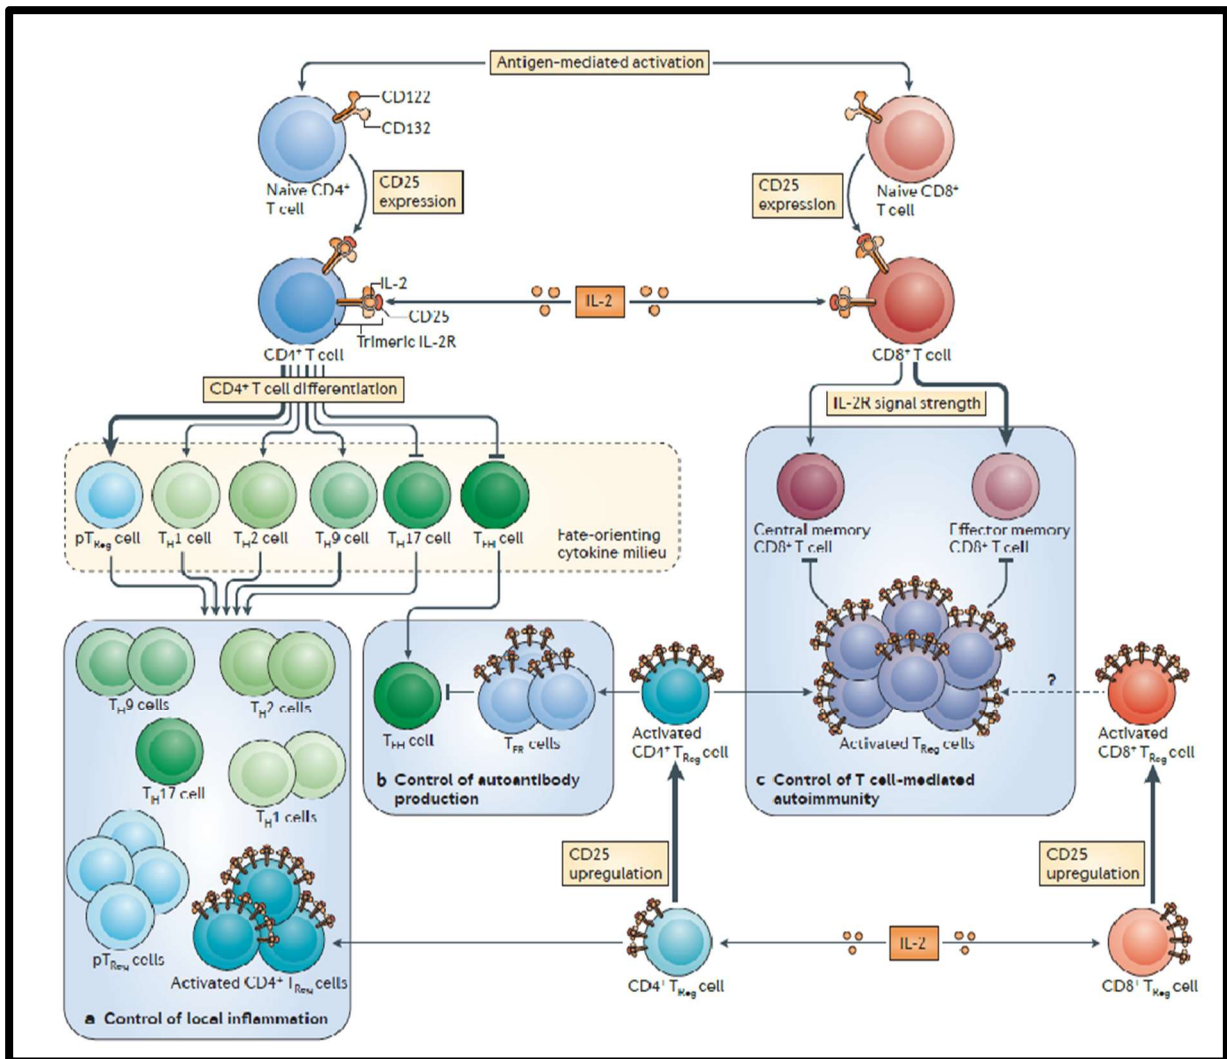 Antigen-mediated activation
CD122
CD132
Naive CD4⁺
T cell
CD25
expression
CD25
expression
Naive CD8⁺
T cell
IL-2
CD25
Trimeric IL-2R
IL-2
CD4⁺ T cell
CD8⁺ T cell
CD4⁺ T cell differentiation
IL-2R signal strength
pTReg cell
TH1 cell
TH2 cell
TH9 cell
TH17 cell
TFH cell
Fate-orienting
cytokine milieu
Central memory
CD8⁺ T cell
Effector memory
CD8⁺ T cell
TH9 cells
TH2 cells
TH17 cell
TH1 cells
pTReg cells
Activated CD4⁺ TReg cells
a Control of local inflammation
TFH cell
TFR cells
b Control of autoantibody
production
Activated
CD4⁺ TReg cell
Activated TReg cells
c Control of T cell-mediated
autoimmunity
?
Activated
CD8⁺ TReg cell
CD25
upregulation
CD25
upregulation
CD4⁺ TReg cell
IL-2
CD8⁺ TReg cell